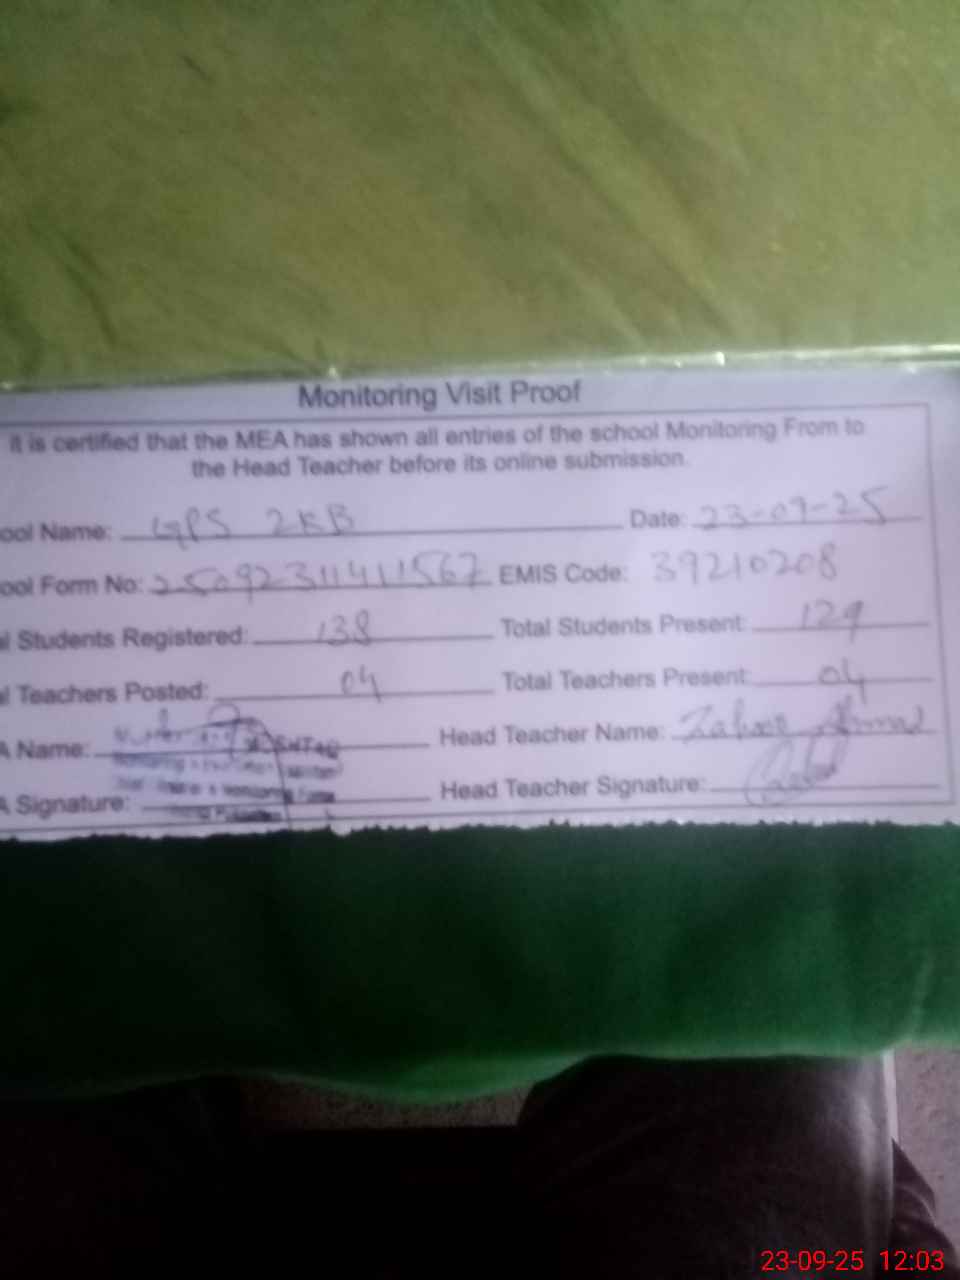 Monitoring Visit Proof
It is certified that the MEA has shown all entries of the school Monitoring From to
the Head Teacher before its online submission.
ool Name: GPS 2KB Date: 23-09-25
ool Form No: 25092311411567 EMIS Code: 39210208
l Students Registered: 138 Total Students Present: 129
l Teachers Posted: 04 Total Teachers Present: 04
A Name: Head Teacher Name: Ahmad
A Signature: Head Teacher Signature:
23-09-25 12:03